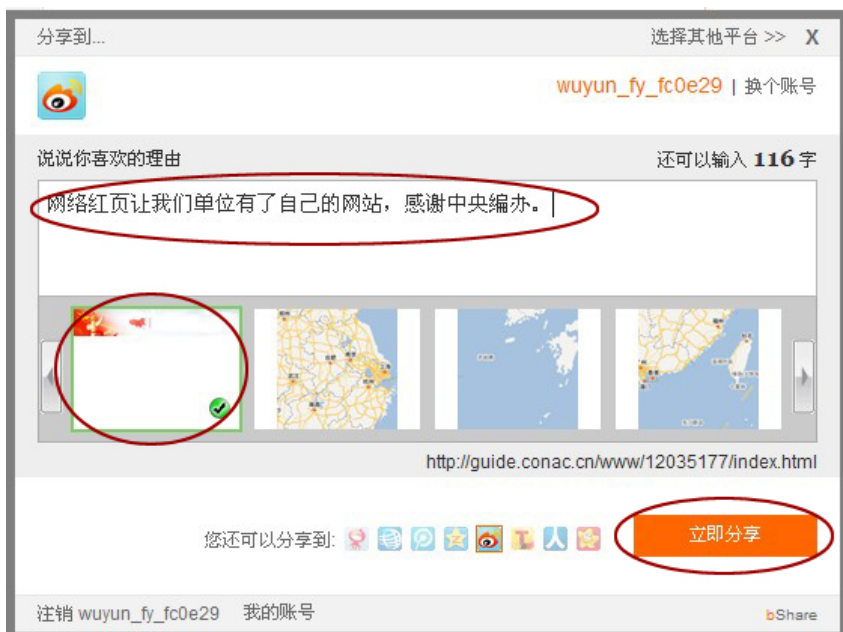 分享到...
选择其他平台 >> X
wuyun_fy_fc0e29 | 换个账号
说说你喜欢的理由
还可以输入 116 字
网络红页让我们单位有了自己的网站，感谢中央编办。
http://guide.conac.cn/www/12035177/index.html
您还可以分享到:
立即分享
注销 wuyun_fy_fc0e29 我的账号
bShare